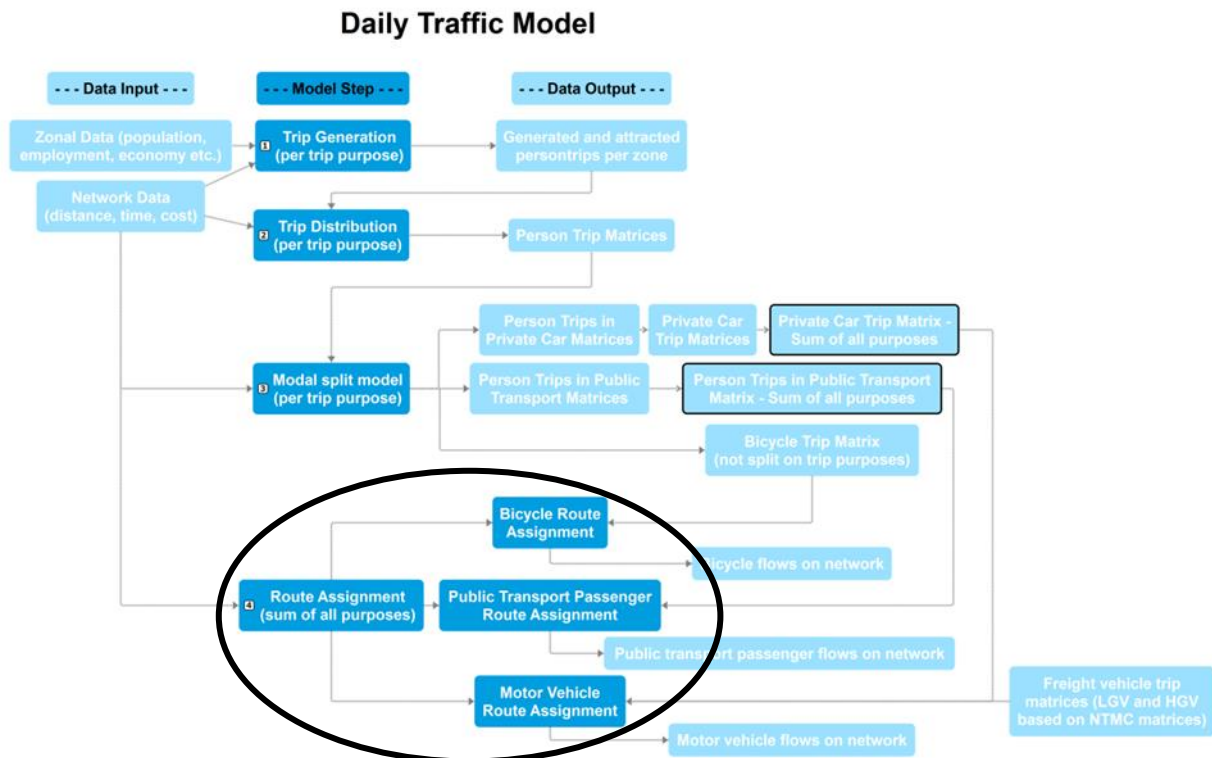 Daily Traffic Model
- - - Data Input - - -
- - - Model Step - - -
- - - Data Output - - -
Zonal Data (population,
employment, economy etc.)
1
Trip Generation
(per trip purpose)
Generated and attracted
persontrips per zone
Network Data
(distance, time, cost)
2
Trip Distribution
(per trip purpose)
Person Trip Matrices
Person Trips in
Private Car Matrices
Private Car
Trip Matrices
Private Car Trip Matrix -
Sum of all purposes
3
Modal split model
(per trip purpose)
Person Trips in Public
Transport Matrices
Person Trips in Public Transport
Matrix - Sum of all purposes
Bicycle Trip Matrix
(not split on trip purposes)
Bicycle Route
Assignment
Bicycle flows on network
4
Route Assignment
(sum of all purposes)
Public Transport Passenger
Route Assignment
Public transport passenger flows on network
Motor Vehicle
Route Assignment
Freight vehicle trip
matrices (LGV and HGV
based on NTMC matrices)
Motor vehicle flows on network